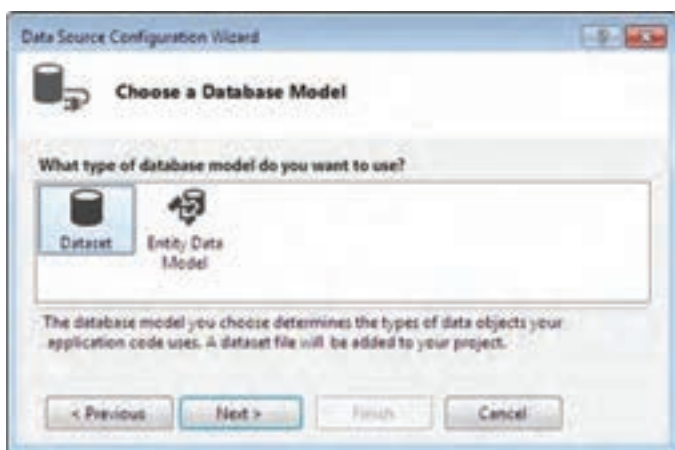 Data Source Configuration Wizard
Choose a Database Model
What type of database model do you want to use?
Dataset
Entity Data
Model
The database model you choose determines the types of data objects your
application code uses. A dataset file will be added to your project.
< Previous
Next >
Finish
Cancel